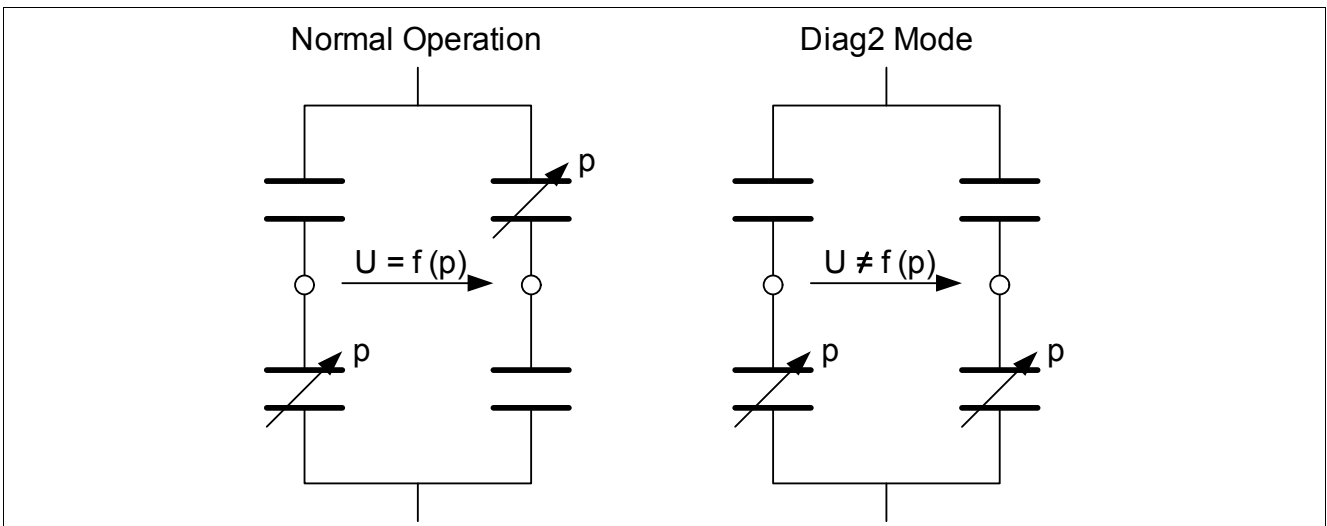 Normal Operation
Diag2 Mode
p
U = f (p)
U ≠ f (p)
p
p
p